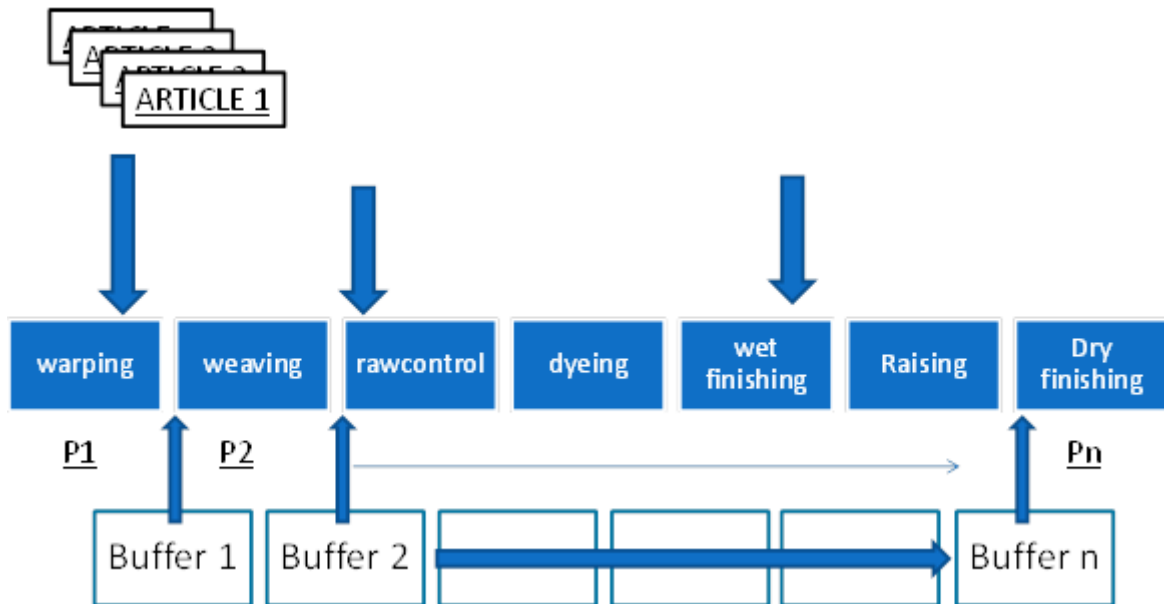 ARTICLE 1
warping
weaving
rawcontrol
dyeing
wet
finishing
Raising
Dry
finishing
P1
P2
Pn
Buffer 1
Buffer 2
Buffer n